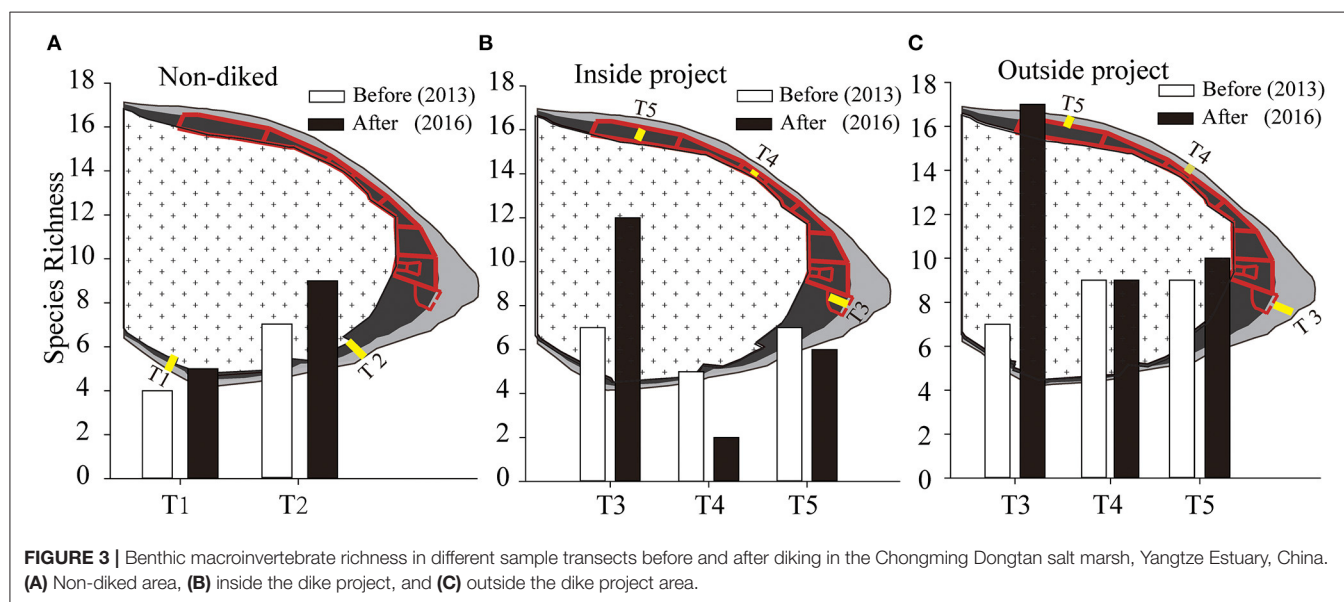 A
B
C
Non-diked
Inside project
Outside project
Before (2013)
After (2016)
Before (2013)
After (2016)
Before (2013)
After (2016)
Species Richness
18
16
14
12
10
8
6
4
2
0
T1
T2
T1
T2
18
16
14
12
10
8
6
4
2
0
T5
T4
T3
T3
T4
T5
18
16
14
12
10
8
6
4
2
0
T5
T4
T3
T3
T4
T5
FIGURE 3 | Benthic macroinvertebrate richness in different sample transects before and after diking in the Chongming Dongtan salt marsh, Yangtze Estuary, China.
(A) Non-diked area, (B) inside the dike project, and (C) outside the dike project area.